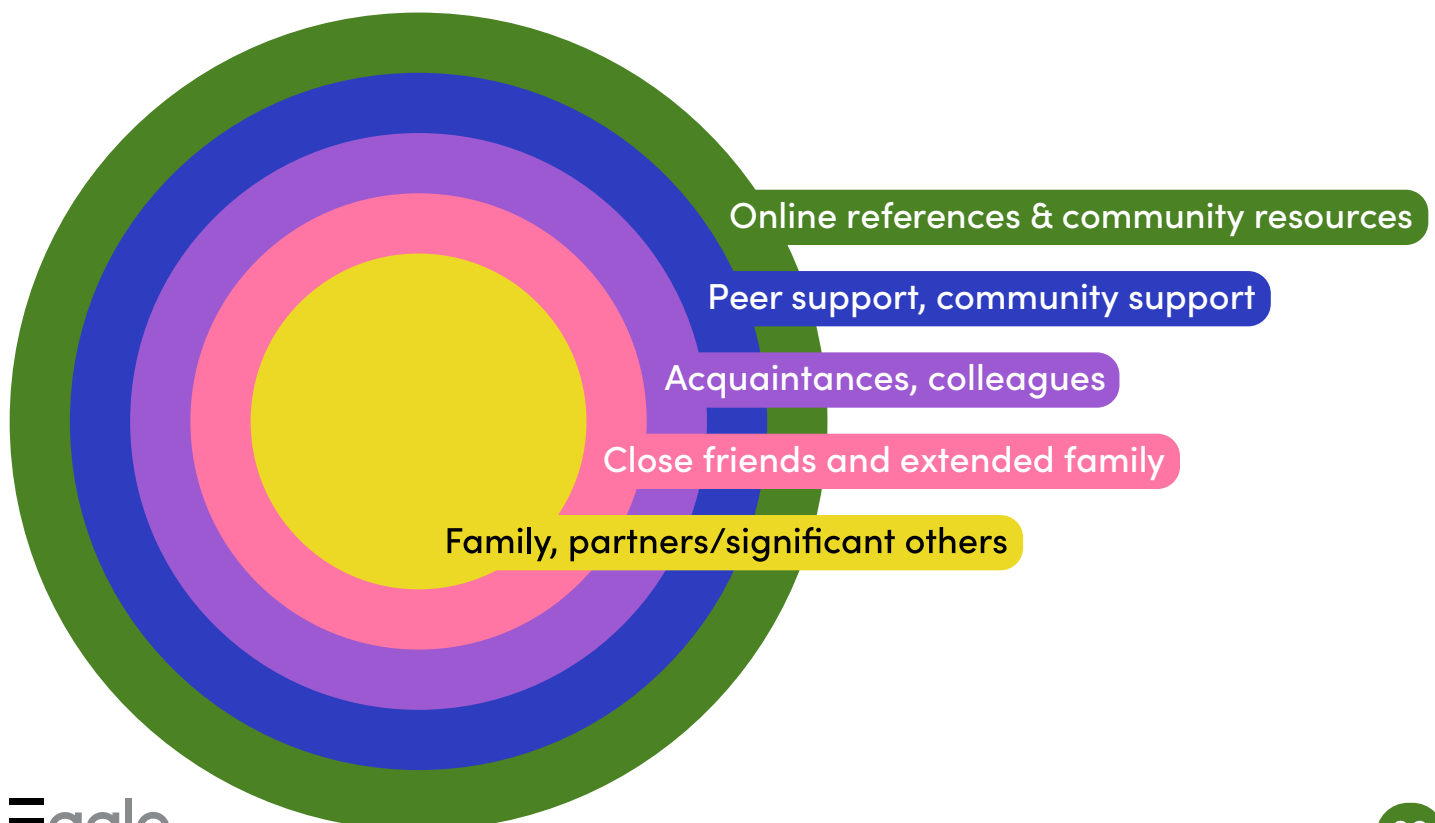 Online references & community resources
Peer support, community support
Acquaintances, colleagues
Close friends and extended family
Family, partners/significant others